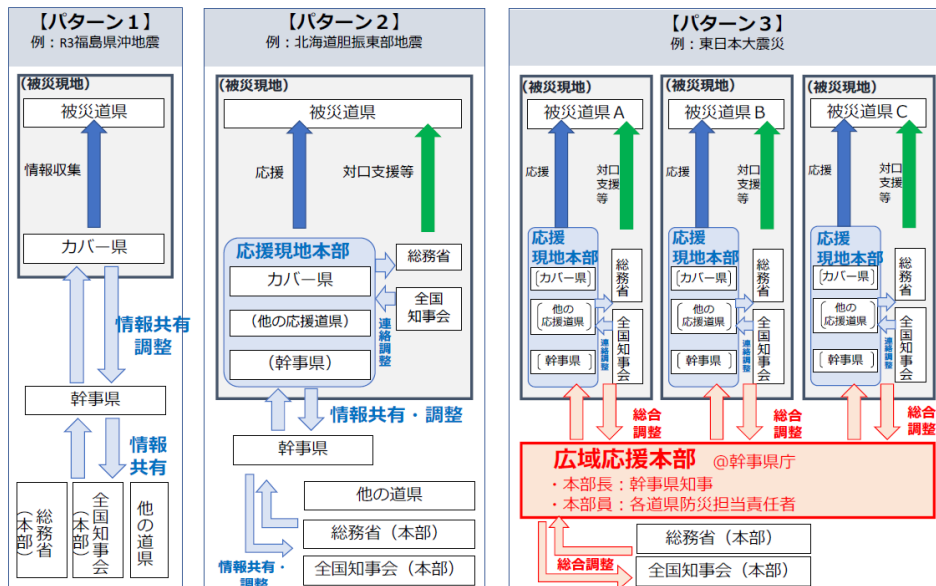 【パターン１】
例：R3福島県沖地震
(被災現地)
被災道県
情報収集
カバー県
情報共有
調整
幹事県
情報
共有
総務省
（本部）
全国知事会
（本部）
他の道県
【パターン２】
例：北海道胆振東部地震
(被災現地)
被災道県
応援
対口支援等
応援現地本部
カバー県
（他の応援道県）
（幹事県）
総務省
全国
知事会
連絡調整
情報共有・調整
幹事県
他の道県
総務省（本部）
全国知事会（本部）
情報共有・
調整
【パターン３】
例：東日本大震災
(被災現地)
被災道県Ａ
応援
対口
支援
等
応援
現地本部
〔カバー県〕
〔他の
応援道県〕
〔幹事県〕
総務省
全国知事会
連絡調整
総合
調整
(被災現地)
被災道県Ｂ
応援
対口
支援
等
応援
現地本部
〔カバー県〕
〔他の
応援道県〕
〔幹事県〕
総務省
全国知事会
連絡調整
総合
調整
(被災現地)
被災道県Ｃ
応援
対口
支援
等
応援
現地本部
〔カバー県〕
〔他の
応援道県〕
〔幹事県〕
総務省
全国知事会
連絡調整
総合
調整
広域応援本部 @幹事県庁
・本部長：幹事県知事
・本部員：各道県防災担当責任者
総合調整
総務省（本部）
全国知事会（本部）